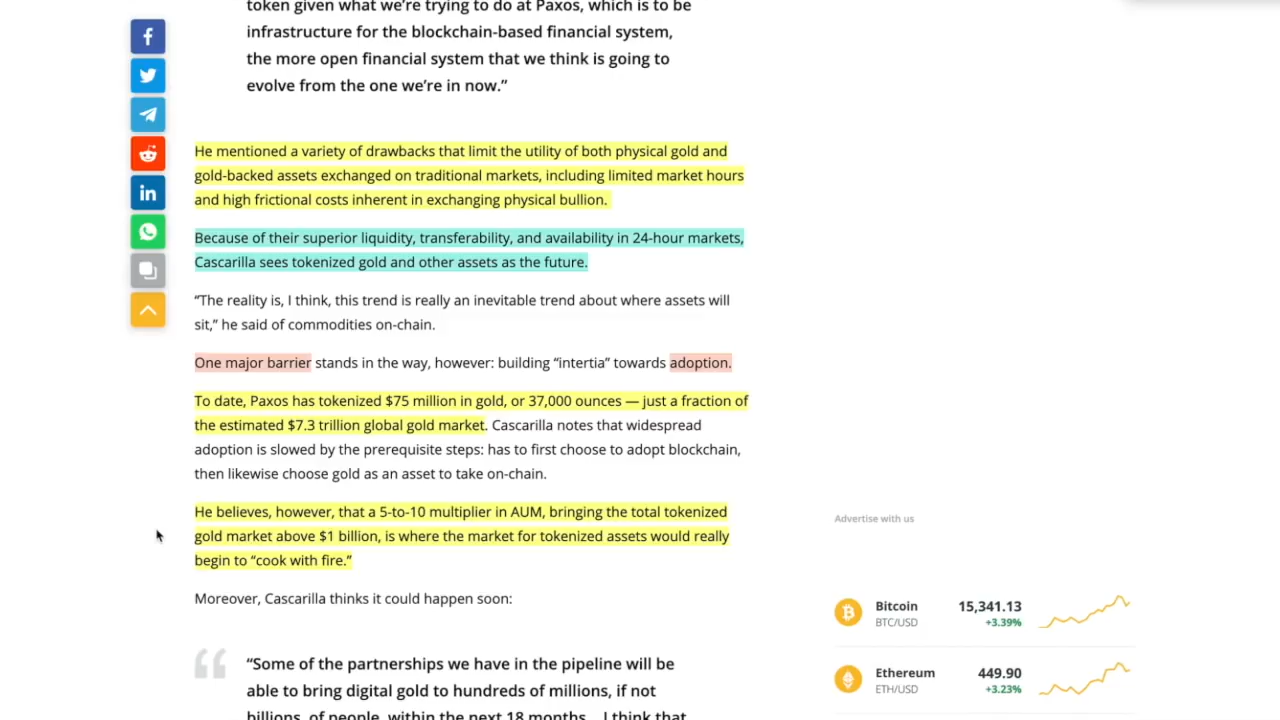 token given what we’re trying to do at Paxos, which is to be
infrastructure for the blockchain-based financial system,
the more open financial system that we think is going to
evolve from the one we’re in now.”
He mentioned a variety of drawbacks that limit the utility of both physical gold and
gold-backed assets exchanged on traditional markets, including limited market hours
and high frictional costs inherent in exchanging physical bullion.
Because of their superior liquidity, transferability, and availability in 24-hour markets,
Cascarilla sees tokenized gold and other assets as the future.
“The reality is, I think, this trend is really an inevitable trend about where assets will
sit,” he said of commodities on-chain.
One major barrier stands in the way, however: building “intertia” towards adoption.
To date, Paxos has tokenized $75 million in gold, or 37,000 ounces — just a fraction of
the estimated $7.3 trillion global gold market. Cascarilla notes that widespread
adoption is slowed by the prerequisite steps: has to first choose to adopt blockchain,
then likewise choose gold as an asset to take on-chain.
He believes, however, that a 5-to-10 multiplier in AUM, bringing the total tokenized
gold market above $1 billion, is where the market for tokenized assets would really
begin to “cook with fire.”
Moreover, Cascarilla thinks it could happen soon:
“Some of the partnerships we have in the pipeline will be
able to bring digital gold to hundreds of millions, if not
billions, of people, within the next 18 months... I think that
Advertise with us
Bitcoin 15,341.13
BTC/USD +3.39%
Ethereum 449.90
ETH/USD +3.23%